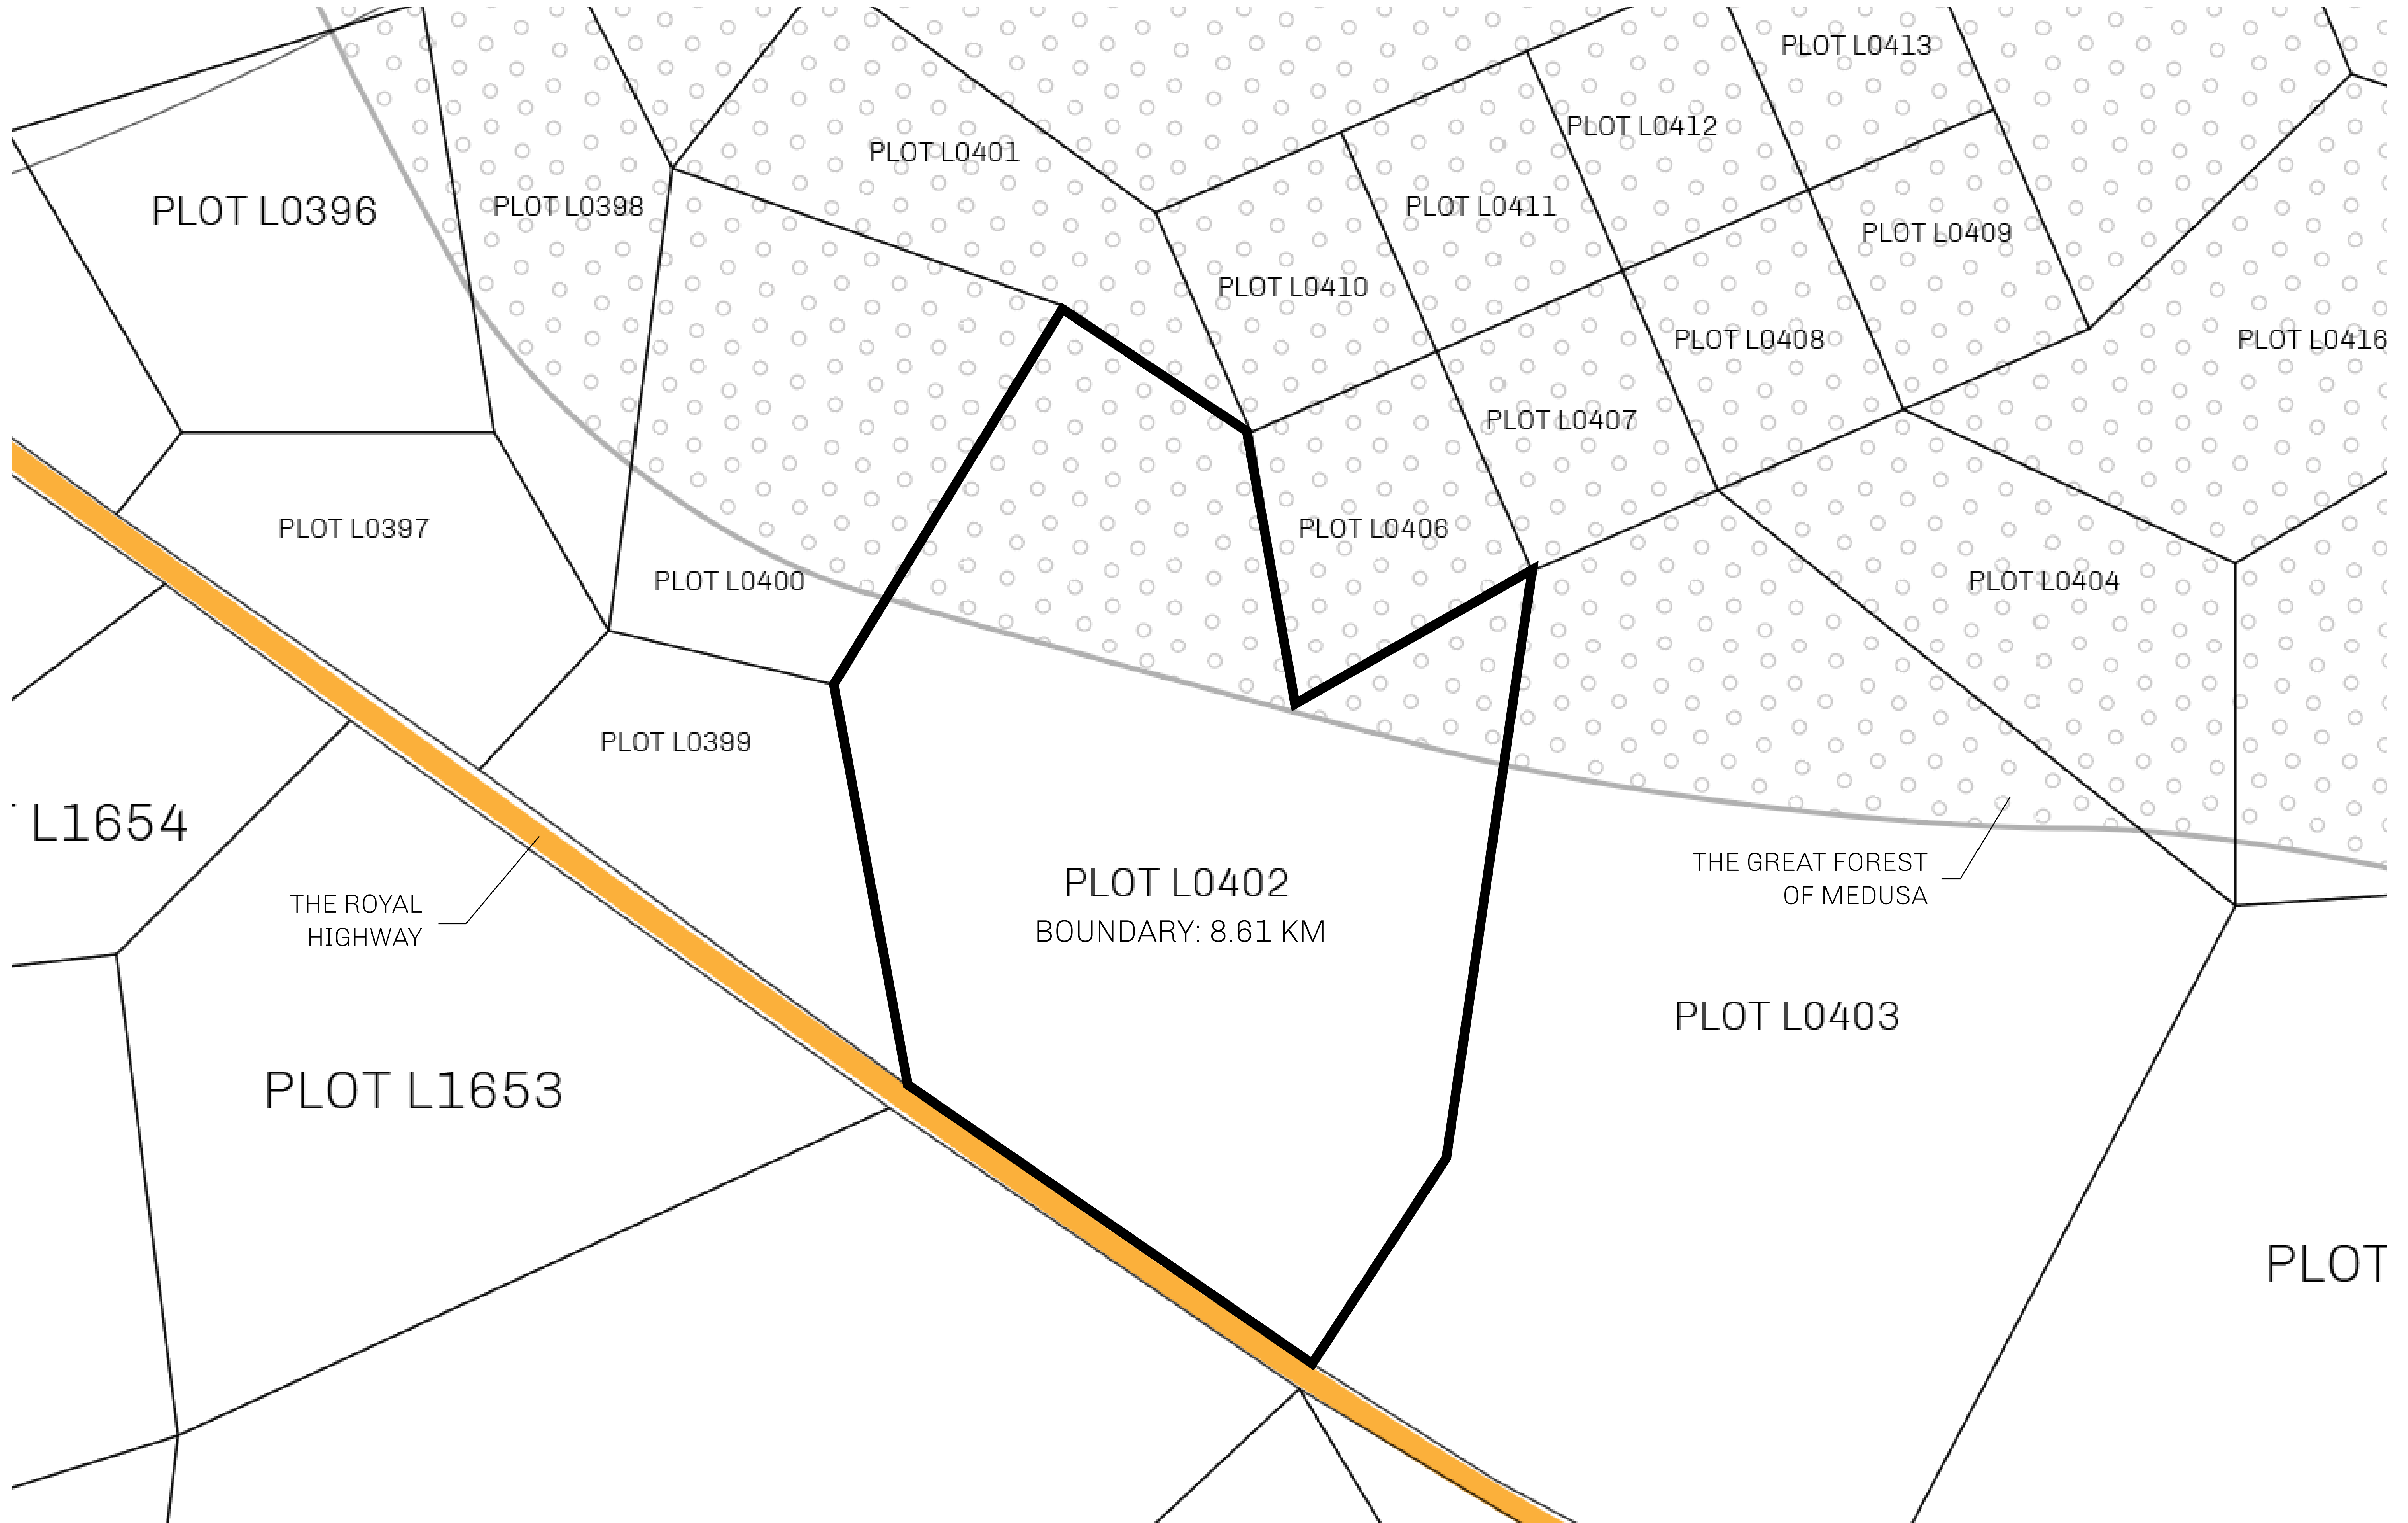 PLOT L0413
PLOT L0412
PLOT L0401
PLOT L0396
PLOT L0398
PLOT L0411
PLOT L0409
PLOT L0410
PLOT L0408
PLOT L0416
PLOT L0407
PLOT L0397
PLOT L0406
PLOT L0400
PLOT L0404
PLOT L0399
L1654
THE GREAT FOREST
OF MEDUSA
PLOT L0402
BOUNDARY: 8.61 KM
THE ROYAL
HIGHWAY
PLOT L0403
PLOT L1653
PLOT